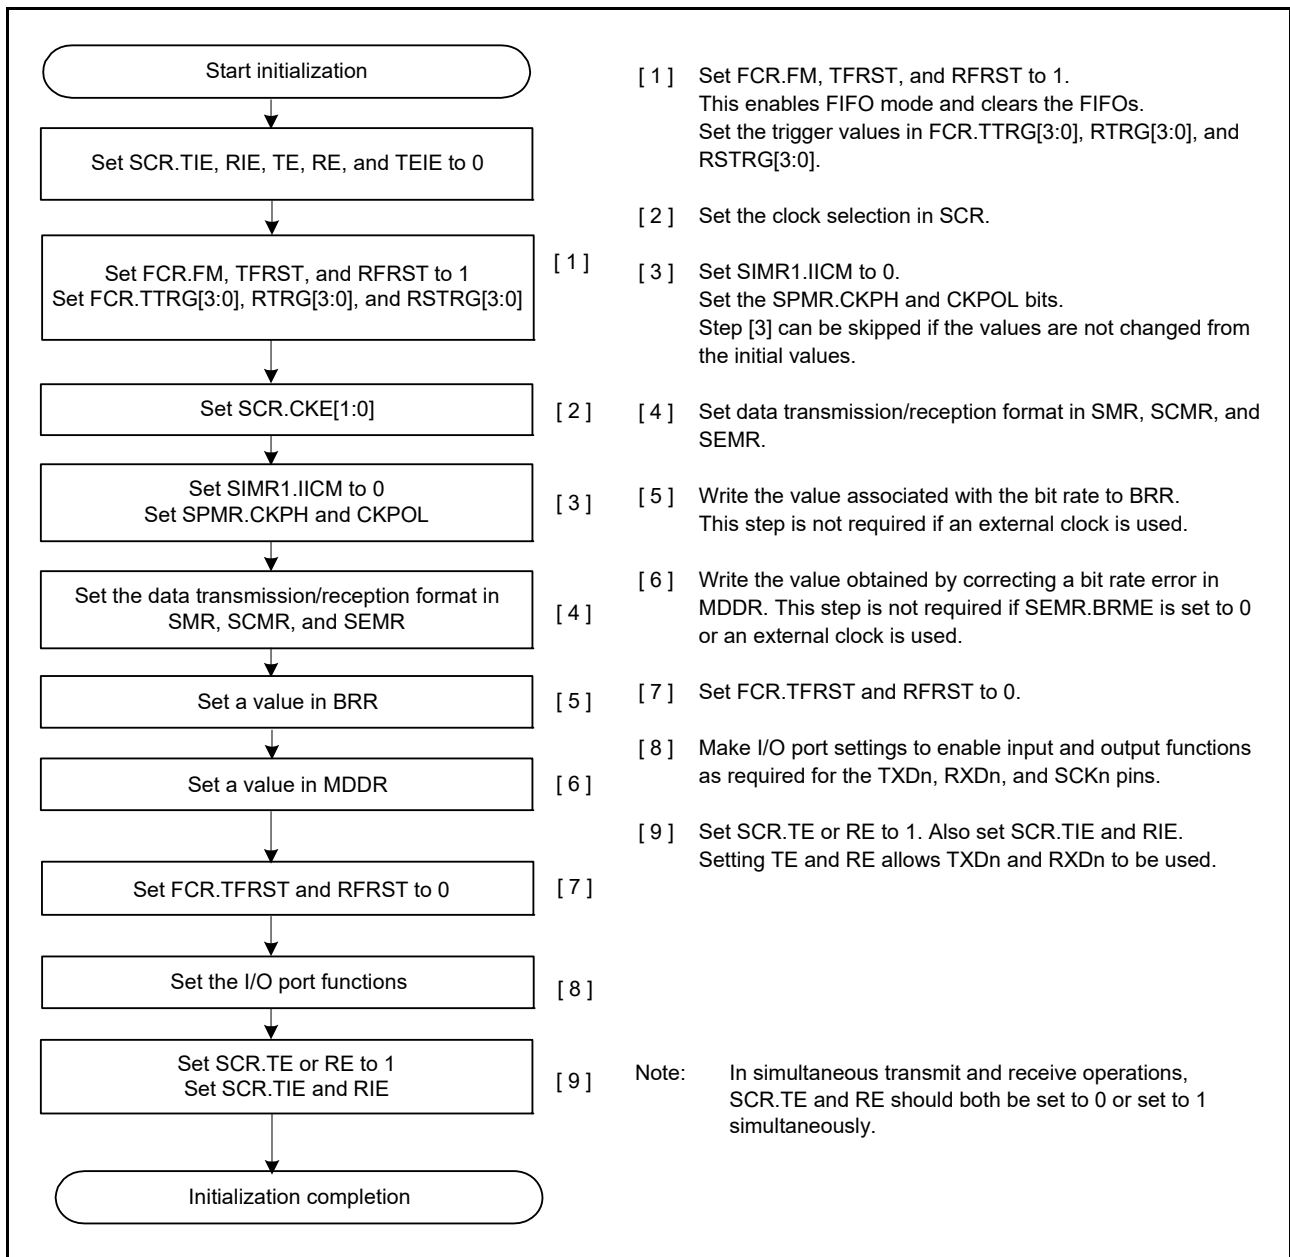 Start initialization
Set SCR.TIE, RIE, TE, RE, and TEIE to 0
Set FCR.FM, TFRST, and RFRST to 1
Set FCR.TTRG[3:0], RTRG[3:0], and RSTRG[3:0]
[ 1 ]
Set SCR.CKE[1:0]
[ 2 ]
Set SIMR1.IICM to 0
Set SPMR.CKPH and CKPOL
[ 3 ]
Set the data transmission/reception format in
SMR, SCMR, and SEMR
[ 4 ]
Set a value in BRR
[ 5 ]
Set a value in MDDR
[ 6 ]
Set FCR.TFRST and RFRST to 0
[ 7 ]
Set the I/O port functions
[ 8 ]
Set SCR.TE or RE to 1
Set SCR.TIE and RIE
[ 9 ]
Initialization completion
[ 1 ] Set FCR.FM, TFRST, and RFRST to 1.
This enables FIFO mode and clears the FIFOs.
Set the trigger values in FCR.TTRG[3:0], RTRG[3:0], and
RSTRG[3:0].
[ 2 ] Set the clock selection in SCR.
[ 3 ] Set SIMR1.IICM to 0.
Set the SPMR.CKPH and CKPOL bits.
Step [3] can be skipped if the values are not changed from
the initial values.
[ 4 ] Set data transmission/reception format in SMR, SCMR, and
SEMR.
[ 5 ] Write the value associated with the bit rate to BRR.
This step is not required if an external clock is used.
[ 6 ] Write the value obtained by correcting a bit rate error in
MDDR. This step is not required if SEMR.BRME is set to 0
or an external clock is used.
[ 7 ] Set FCR.TFRST and RFRST to 0.
[ 8 ] Make I/O port settings to enable input and output functions
as required for the TXDn, RXDn, and SCKn pins.
[ 9 ] Set SCR.TE or RE to 1. Also set SCR.TIE and RIE.
Setting TE and RE allows TXDn and RXDn to be used.
Note: In simultaneous transmit and receive operations,
SCR.TE and RE should both be set to 0 or set to 1
simultaneously.